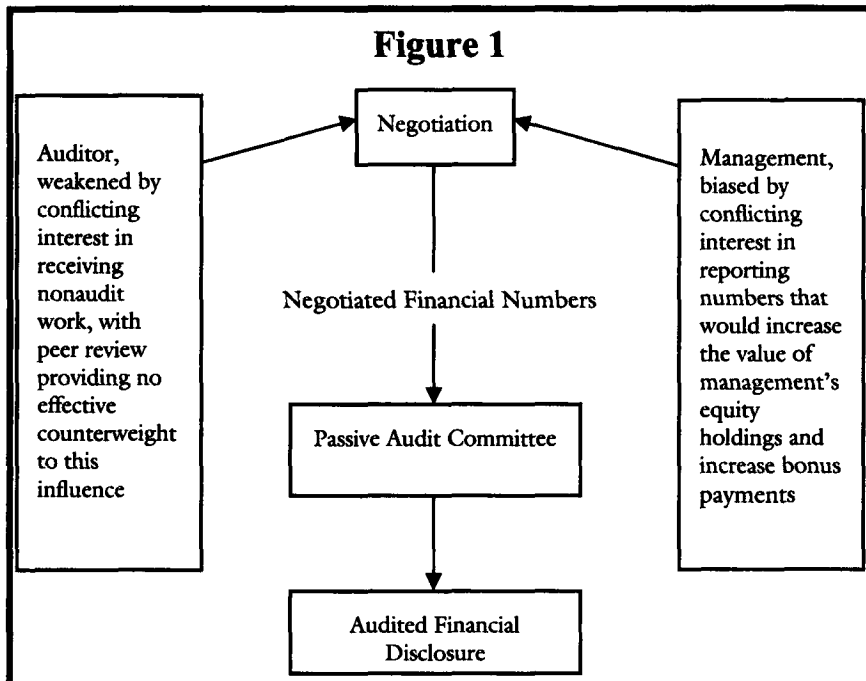 Figure 1
Negotiation
Auditor,
weakened by
conflicting
interest in
receiving
nonaudit
work, with
peer review
providing no
effective
counterweight
to this
influence
Management,
biased by
conflicting
interest in
reporting
numbers that
would increase
the value of
management's
equity
holdings and
increase bonus
payments
Negotiated Financial Numbers
Passive Audit Committee
Audited Financial
Disclosure